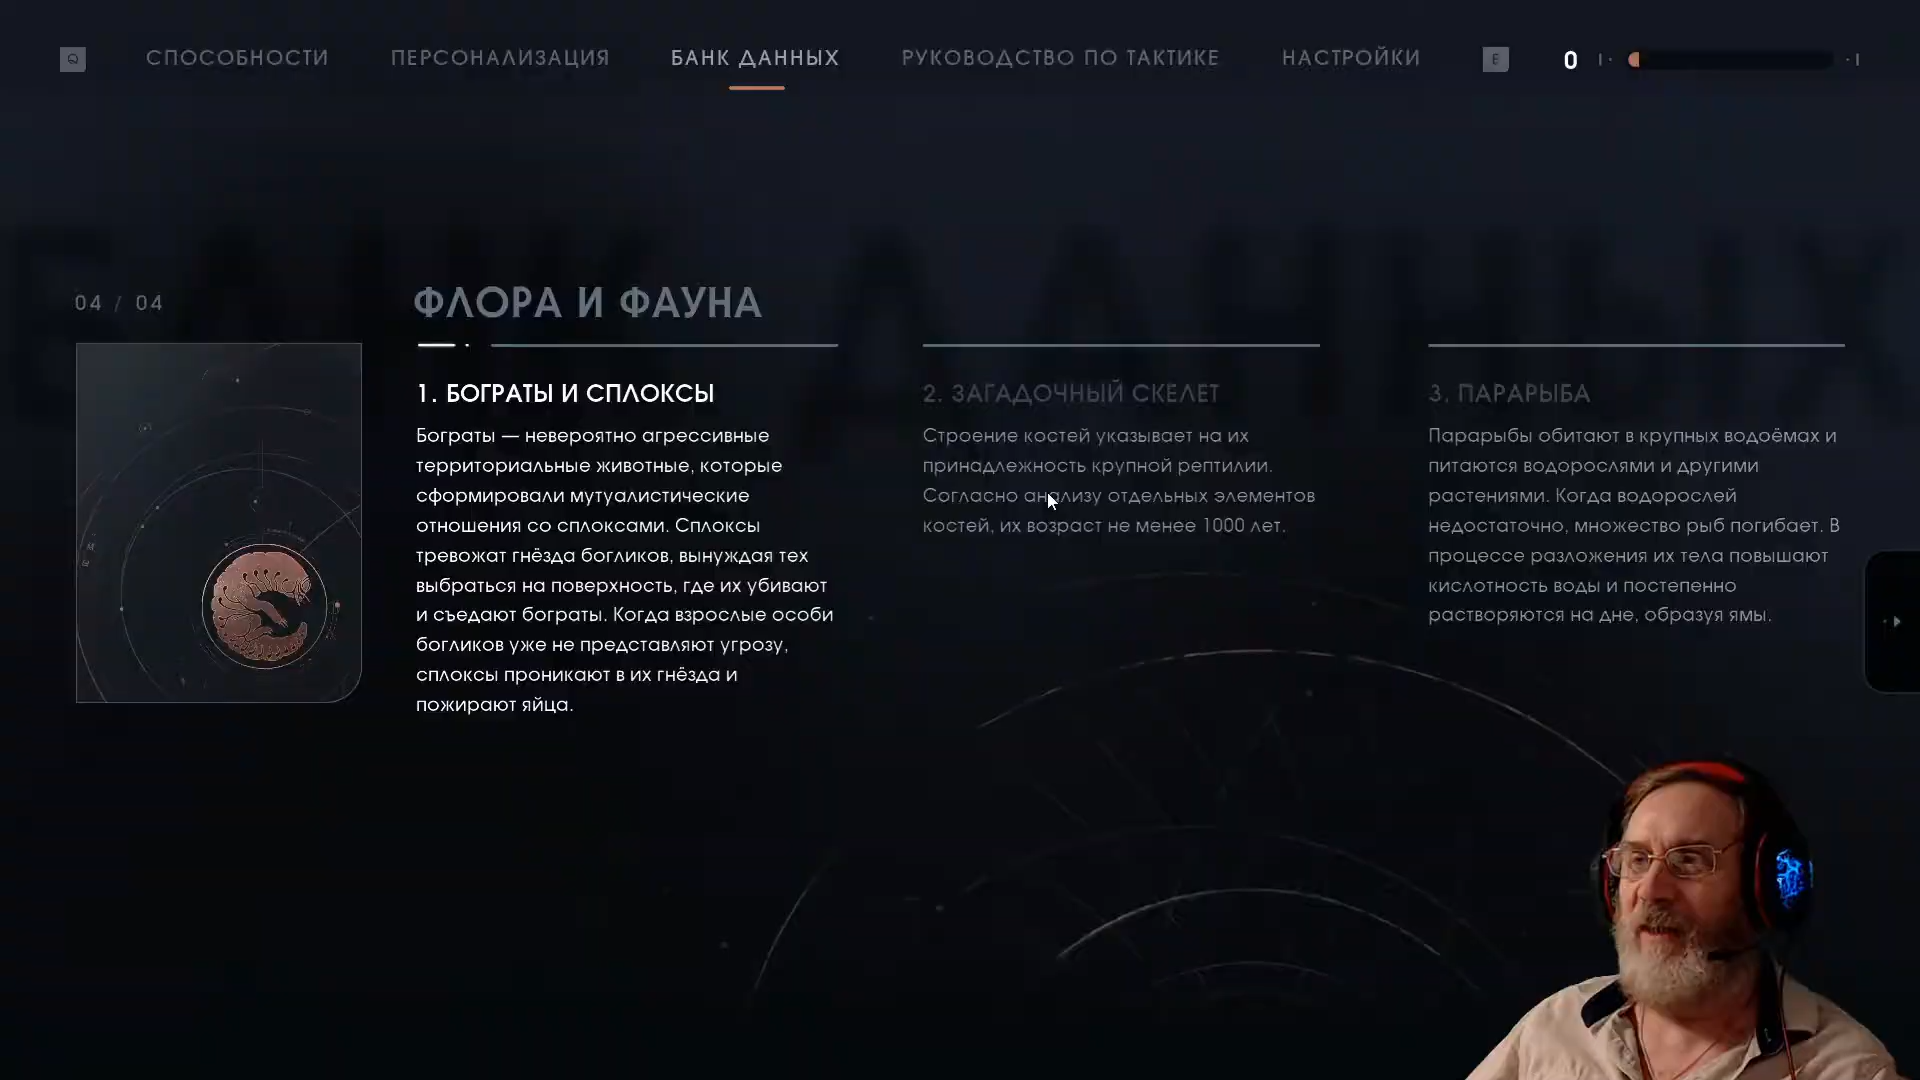 Q
СПОСОБНОСТИ
ПЕРСОНАЛИЗАЦИЯ
БАНК ДАННЫХ
РУКОВОДСТВО ПО ТАКТИКЕ
НАСТРОЙКИ
E
0
БАНК ДАННЫХ
04 / 04
ФЛОРА И ФАУНА
1. БОГРАТЫ И СПЛОКСЫ
Бограты — невероятно агрессивные
территориальные животные, которые
сформировали мутуалистические
отношения со сплоксами. Сплоксы
тревожат гнёзда богликов, вынуждая тех
выбраться на поверхность, где их убивают
и съедают бограты. Когда взрослые особи
богликов уже не представляют угрозу,
сплоксы проникают в их гнёзда и
пожирают яйца.
2. ЗАГАДОЧНЫЙ СКЕЛЕТ
Строение костей указывает на их
принадлежность крупной рептилии.
Согласно анализу отдельных элементов
костей, их возраст не менее 1000 лет.
3. ПАРАРЫБА
Парарыбы обитают в крупных водоёмах и
питаются водорослями и другими
растениями. Когда водорослей
недостаточно, множество рыб погибает. В
процессе разложения их тела повышают
кислотность воды и постепенно
растворяются на дне, образуя ямы.